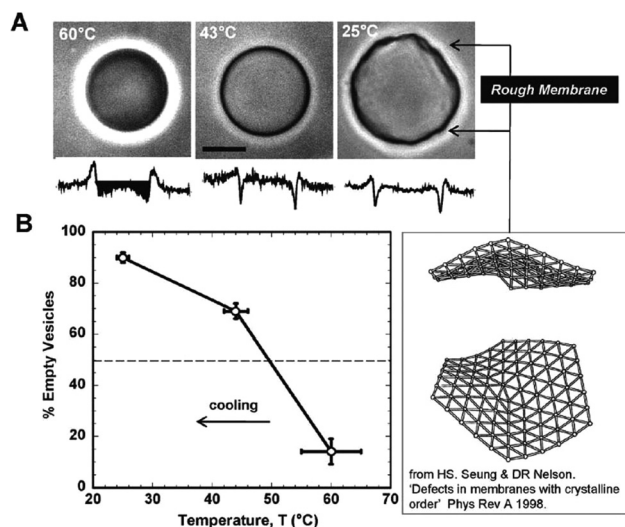 A
60°C
43°C
25°C
Rough Membrane
B
100
80
60
40
20
0
% Empty Vesicles
cooling
20
30
40
50
60
70
Temperature, T (°C)
from HS. Seung & DR Nelson.
'Defects in membranes with crystalline
order' Phys Rev A 1998.